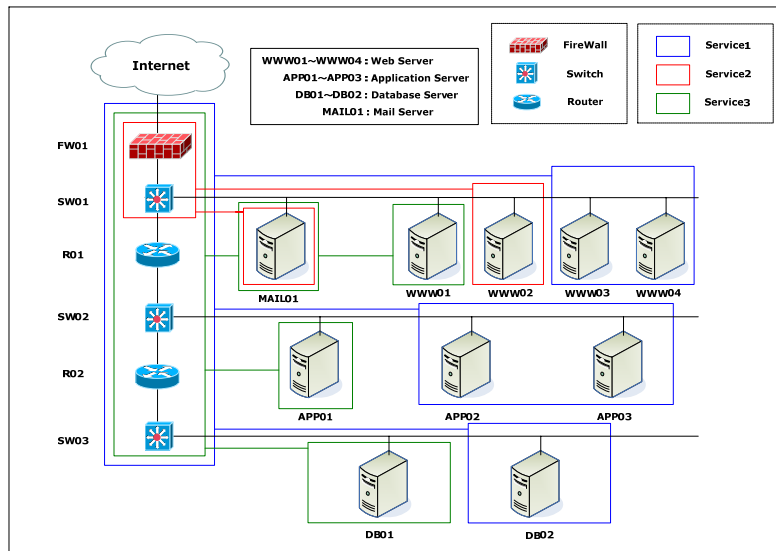 Internet
WWW01~WWW04 : Web Server
APP01~APP03 : Application Server
DB01~DB02 : Database Server
MAIL01 : Mail Server
FireWall
Switch
Router
Service1
Service2
Service3
FW01
SW01
R01
MAIL01
WWW01
WWW02
WWW03
WWW04
SW02
R02
APP01
APP02
APP03
SW03
DB01
DB02